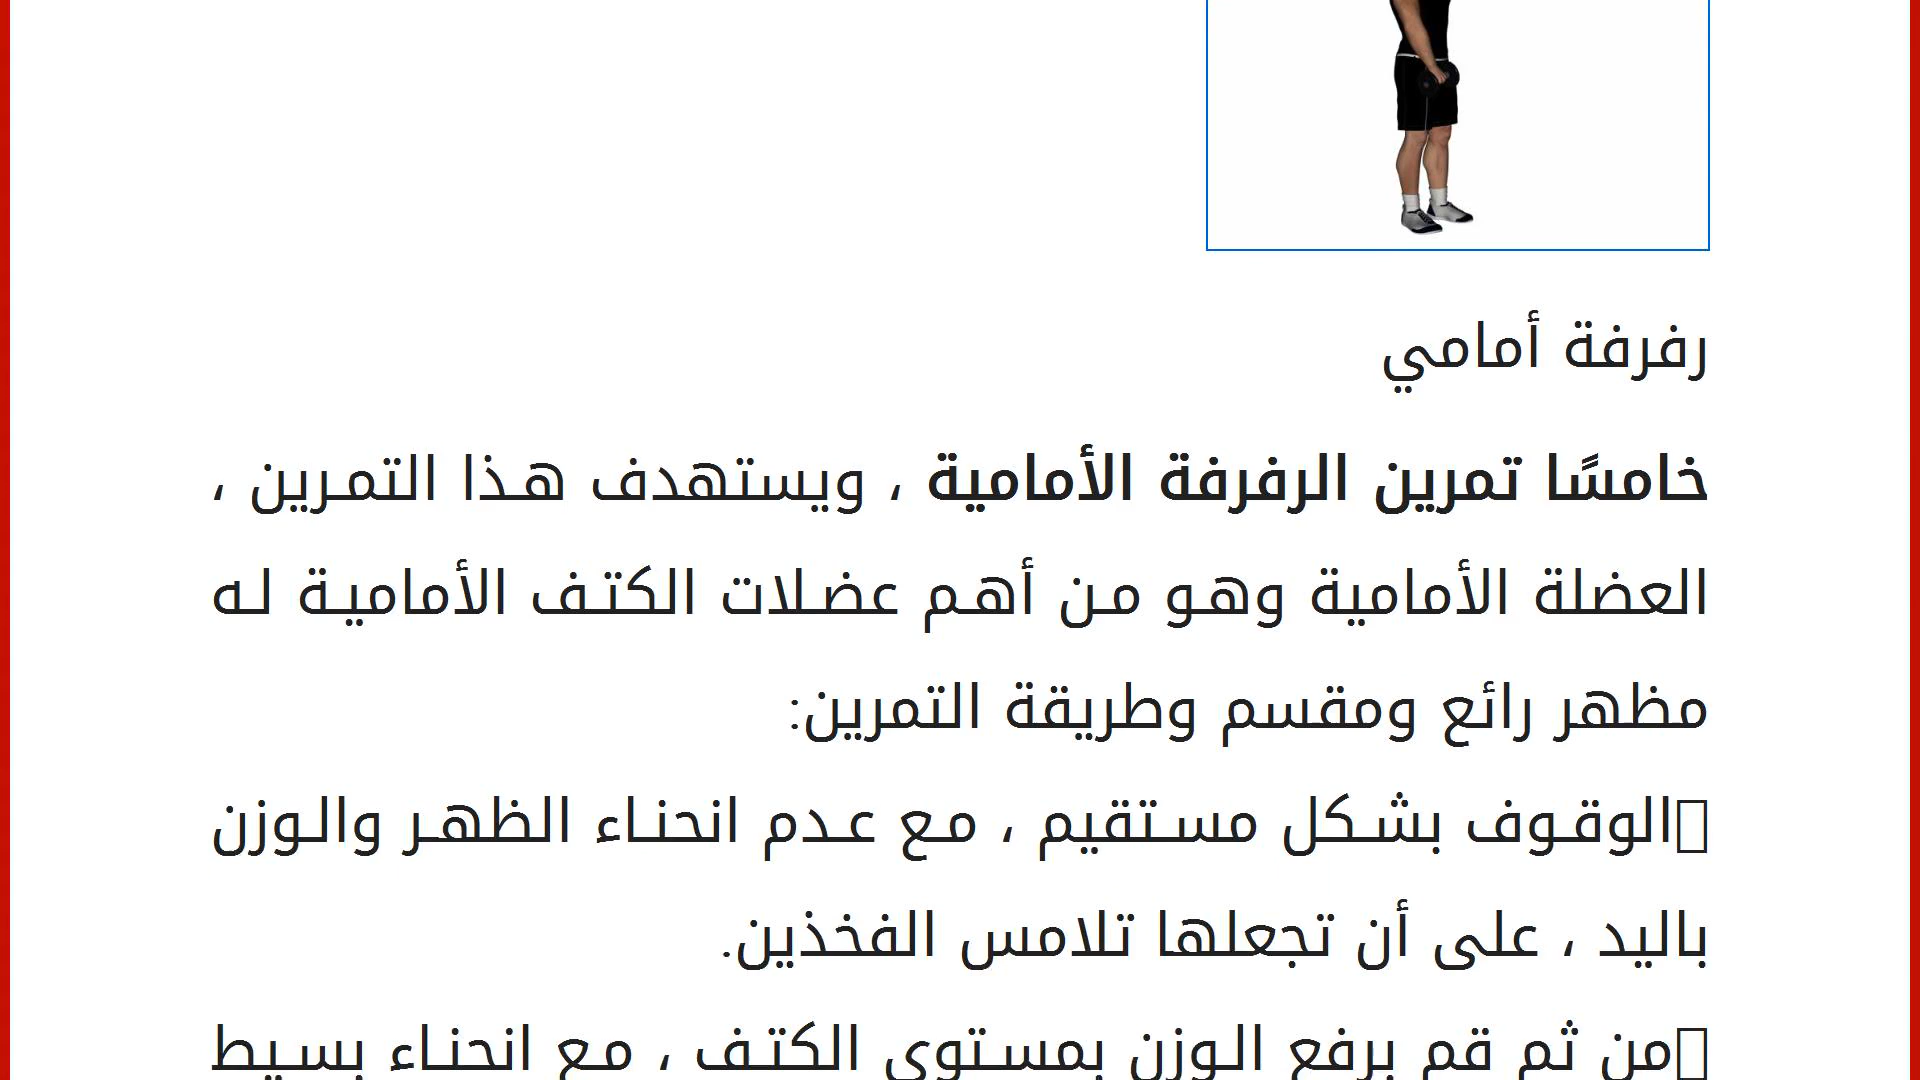 رفرفة أمامي
خامسًا تمرين الرفرفة الأمامية ، ويستهدف هذا التمرين ،
العضلة الأمامية وهو من أهم عضلات الكتف الأمامية له
مظهر رائع ومقسم وطريقة التمرين:
الوقوف بشكل مستقيم ، مع عدم انحناء الظهر والوزن
باليد ، على أن تجعلها تلامس الفخذين.
من ثم قم برفع الوزن بمستوى الكتف ، مع انحناء بسيط